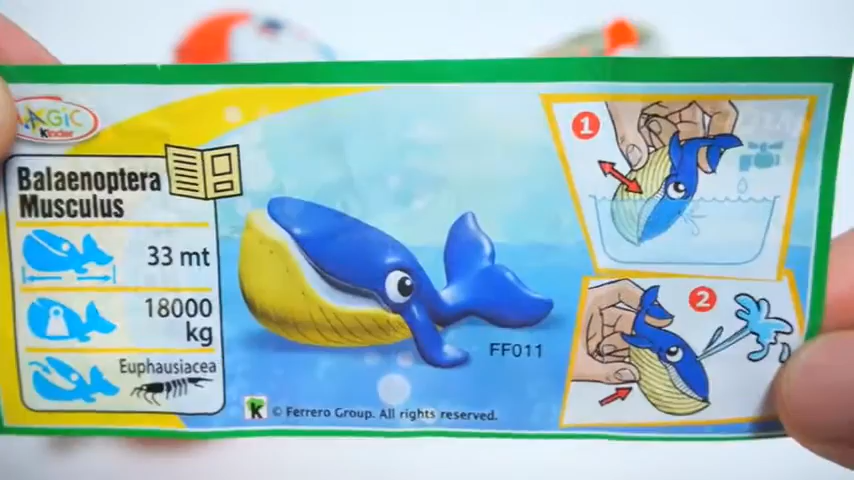 MAGIC
Kinder
Balaenoptera
Musculus
33 mt
18000
kg
Euphausiacea
FF011
K © Ferrero Group. All rights reserved.
1
2